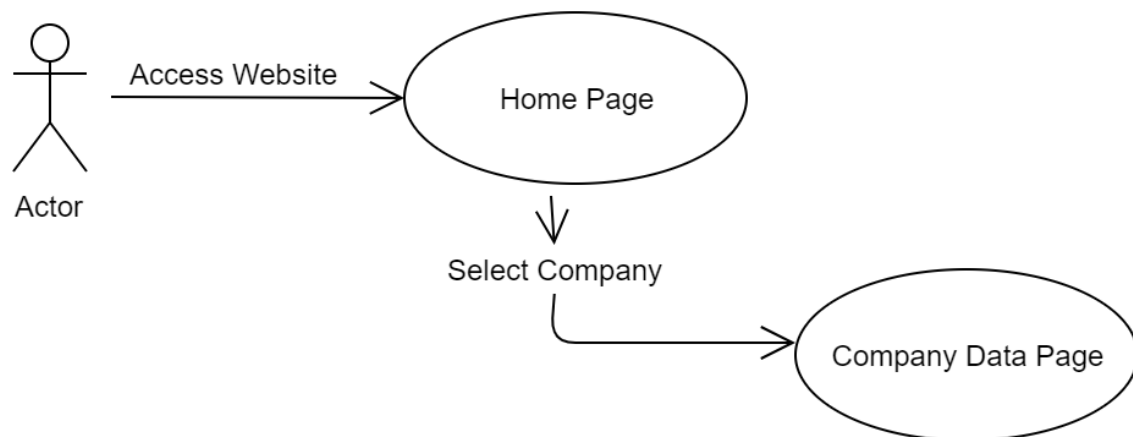 Access Website
Home Page
Actor
Select Company
Company Data Page